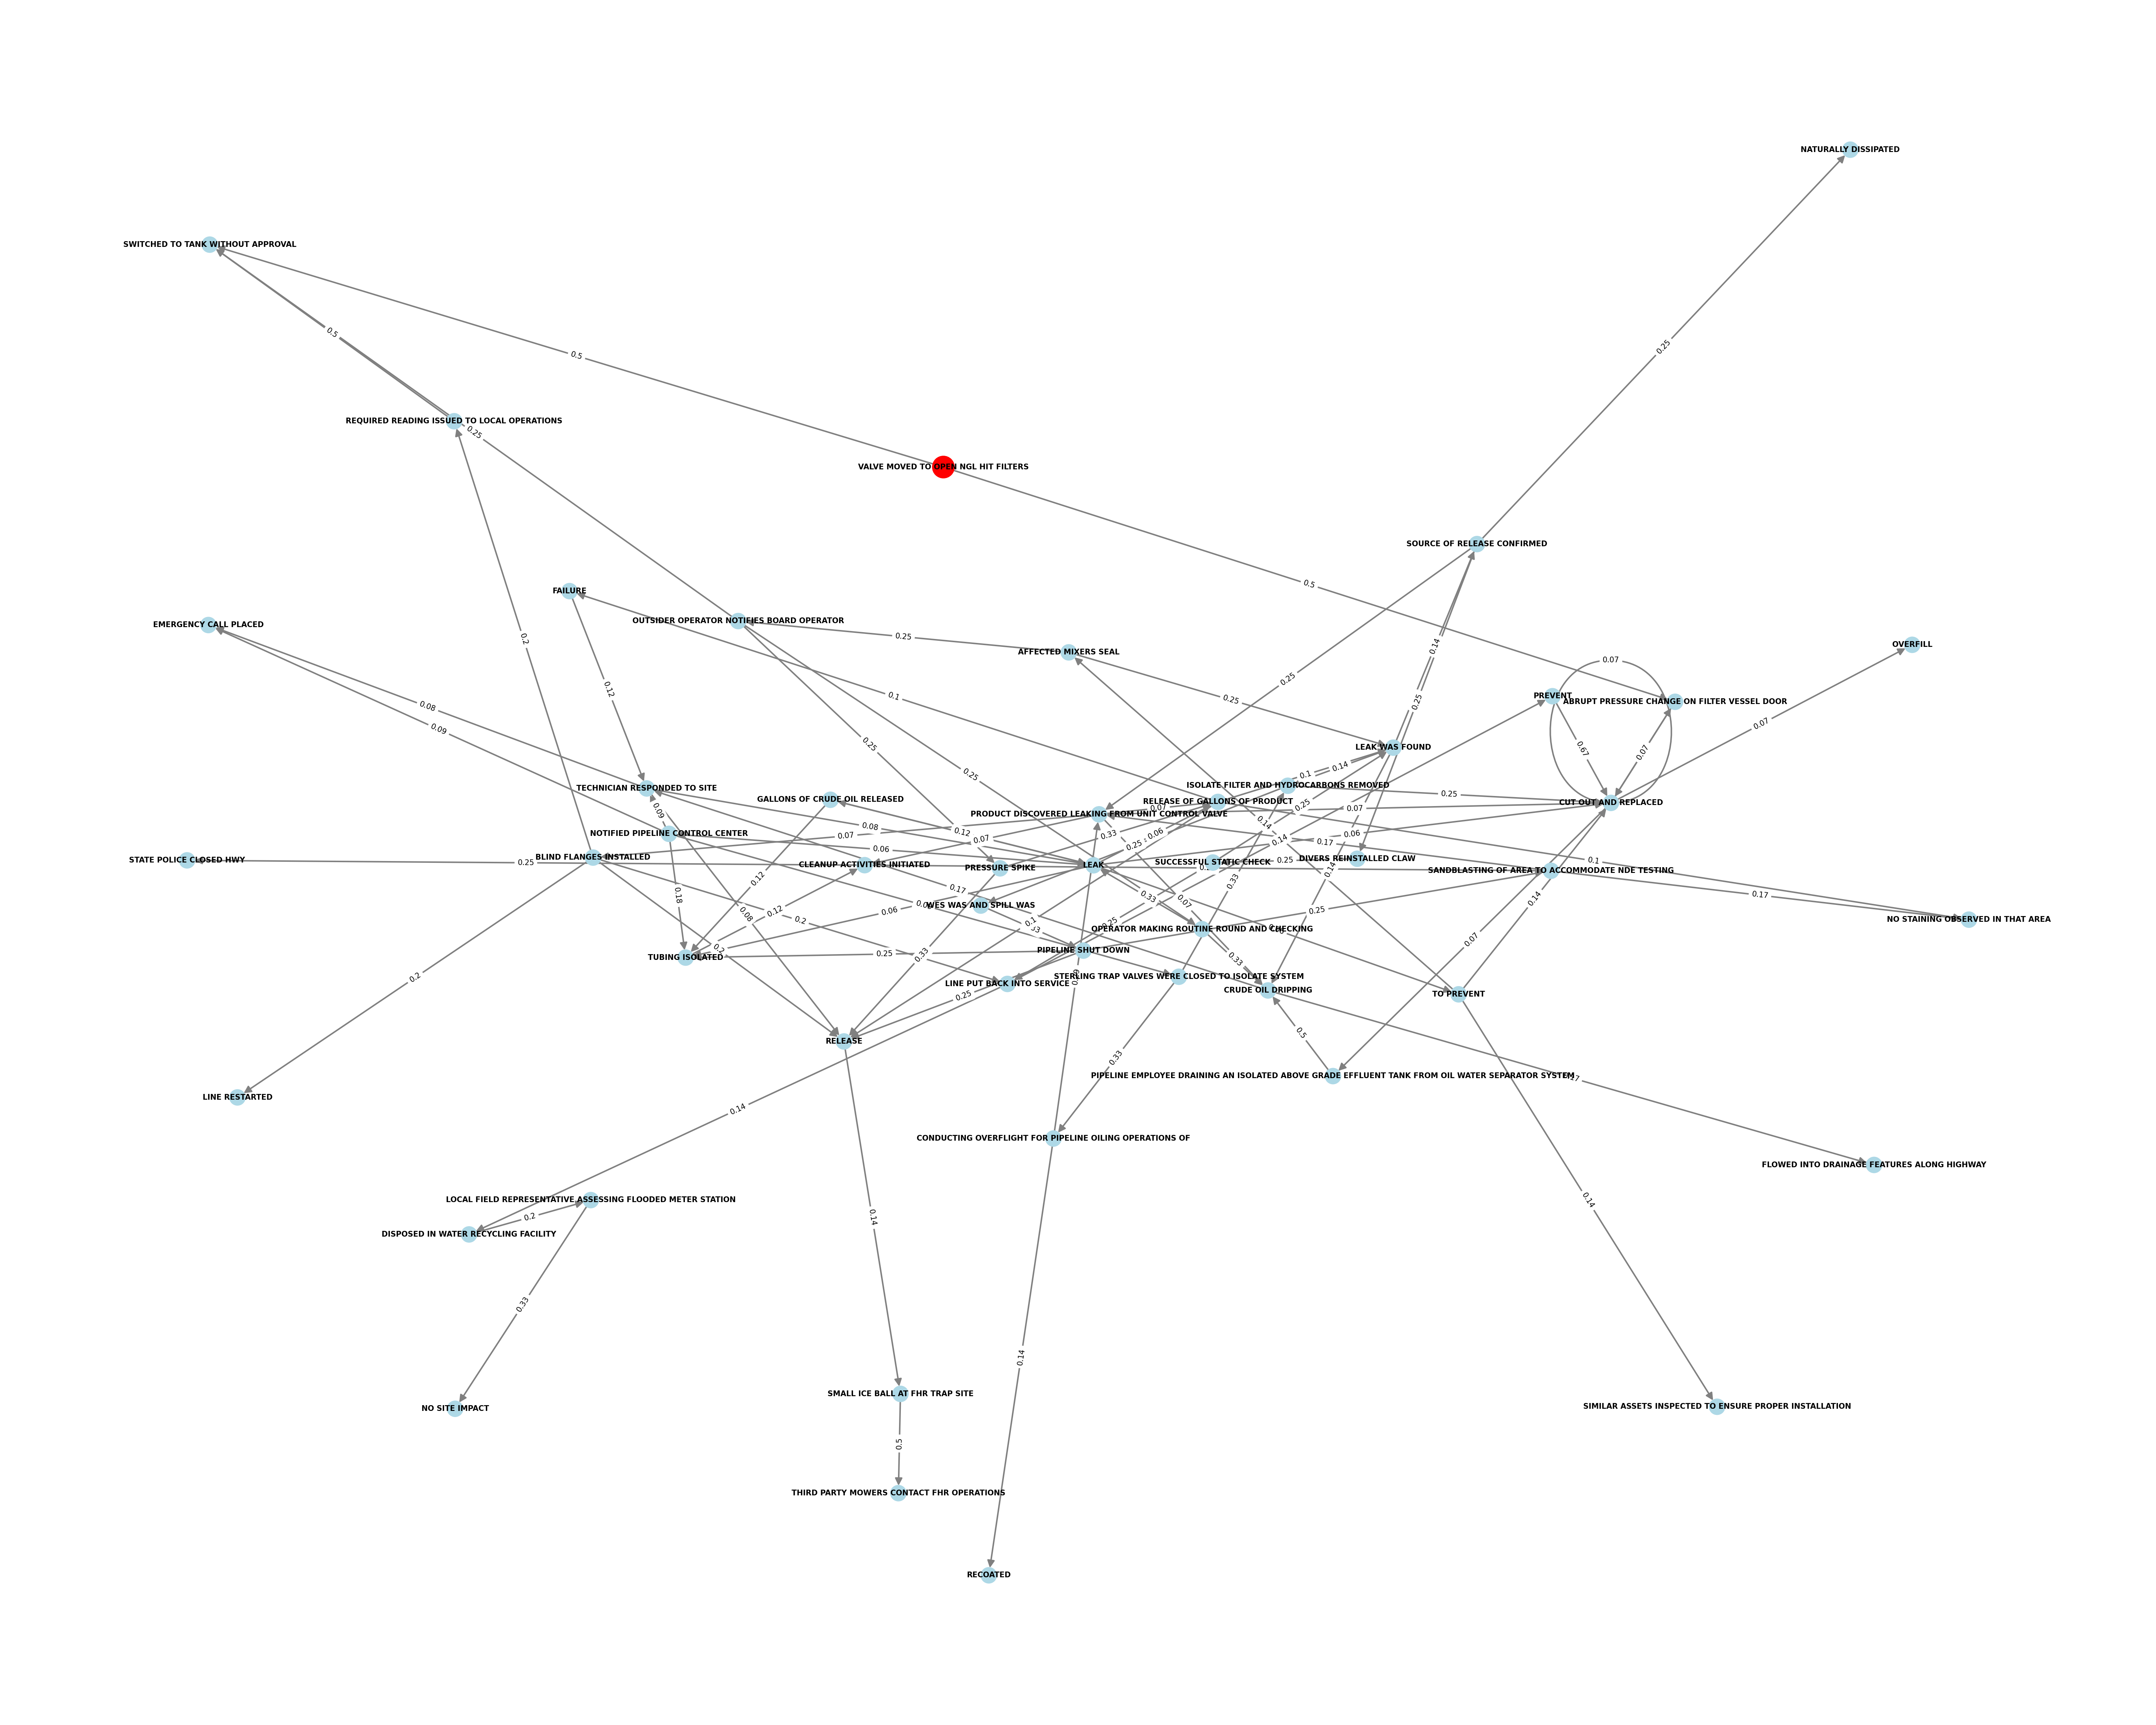 NATURALLY DISSIPATED
SWITCHED TO TANK WITHOUT APPROVAL
0.5
0.25
0.5
REQUIRED READING ISSUED TO LOCAL OPERATIONS
0.25
VALVE MOVED TO OPEN NGL HIT FILTERS
SOURCE OF RELEASE CONFIRMED
0.5
FAILURE
EMERGENCY CALL PLACED
OUTSIDER OPERATOR NOTIFIES BOARD OPERATOR
0.25
0.2
0.14
OVERFILL
AFFECTED MIXERS SEAL
0.07
0.25
0.12
0.1
0.25
PREVENT
ABRUPT PRESSURE CHANGE ON FILTER VESSEL DOOR
0.25
0.08
0.09
0.07
0.25
LEAK WAS FOUND
0.67
0.07
0.25
0.1
0.14
ISOLATE FILTER AND HYDROCARBONS REMOVED
TECHNICIAN RESPONDED TO SITE
0.25
GALLONS OF CRUDE OIL RELEASED
RELEASE OF GALLONS OF PRODUCT
CUT OUT AND REPLACED
0.09
0.07
0.25
0.07
PRODUCT DISCOVERED LEAKING FROM UNIT CONTROL VALVE
0.08
0.14
NOTIFIED PIPELINE CONTROL CENTER
0.07
0.12
0.33
0.06
0.06
0.07
0.14
0.17
0.06
0.25
BLIND FLANGES INSTALLED
STATE POLICE CLOSED HWY
0.25
CLEANUP ACTIVITIES INITIATED
PRESSURE SPIKE
LEAK
SUCCESSFUL STATIC CHECK
0.25
DIVERS REINSTALLED CLAW
0.1
0.14
SANDBLASTING OF AREA TO ACCOMMODATE NDE TESTING
0.12
0.33
0.17
0.18
0.17
0.33
0.07
0.14
WES WAS AND SPILL WAS
0.06
0.12
0.08
0.25
NO STAINING OBSERVED IN THAT AREA
0.2
0.1
0.25
OPERATOR MAKING ROUTINE ROUND AND CHECKING
0.07
0.2
PIPELINE SHUT DOWN
0.25
0.33
TUBING ISOLATED
0.33
STERLING TRAP VALVES WERE CLOSED TO ISOLATE SYSTEM
0.2
LINE PUT BACK INTO SERVICE
CRUDE OIL DRIPPING
TO PREVENT
0.25
0.5
RELEASE
0.33
PIPELINE EMPLOYEE DRAINING AN ISOLATED ABOVE GRADE EFFLUENT TANK FROM OIL WATER SEPARATOR SYSTEM
LINE RESTARTED
0.14
CONDUCTING OVERFLIGHT FOR PIPELINE OILING OPERATIONS OF
FLOWED INTO DRAINAGE FEATURES ALONG HIGHWAY
LOCAL FIELD REPRESENTATIVE ASSESSING FLOODED METER STATION
0.14
0.2
0.14
DISPOSED IN WATER RECYCLING FACILITY
0.33
0.14
SMALL ICE BALL AT FHR TRAP SITE
NO SITE IMPACT
SIMILAR ASSETS INSPECTED TO ENSURE PROPER INSTALLATION
0.5
THIRD PARTY MOWERS CONTACT FHR OPERATIONS
RECOATED